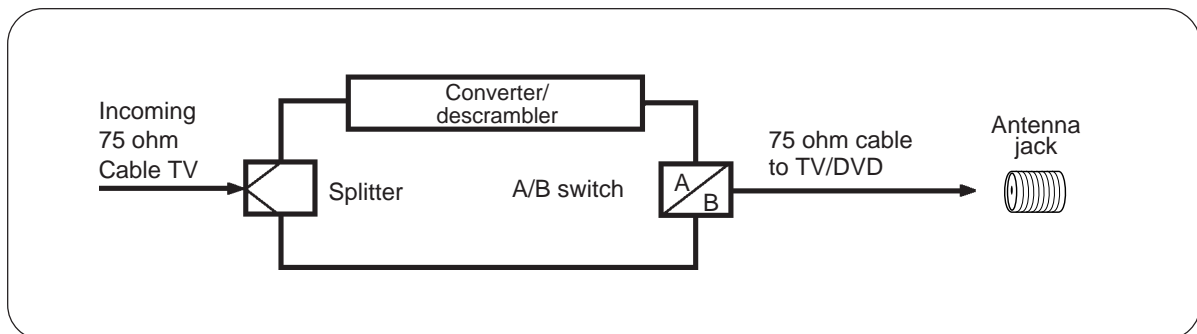 Incoming
75 ohm
Cable TV
Converter/
descrambler
Splitter
A/B switch
A
B
75 ohm cable
to TV/DVD
Antenna
jack